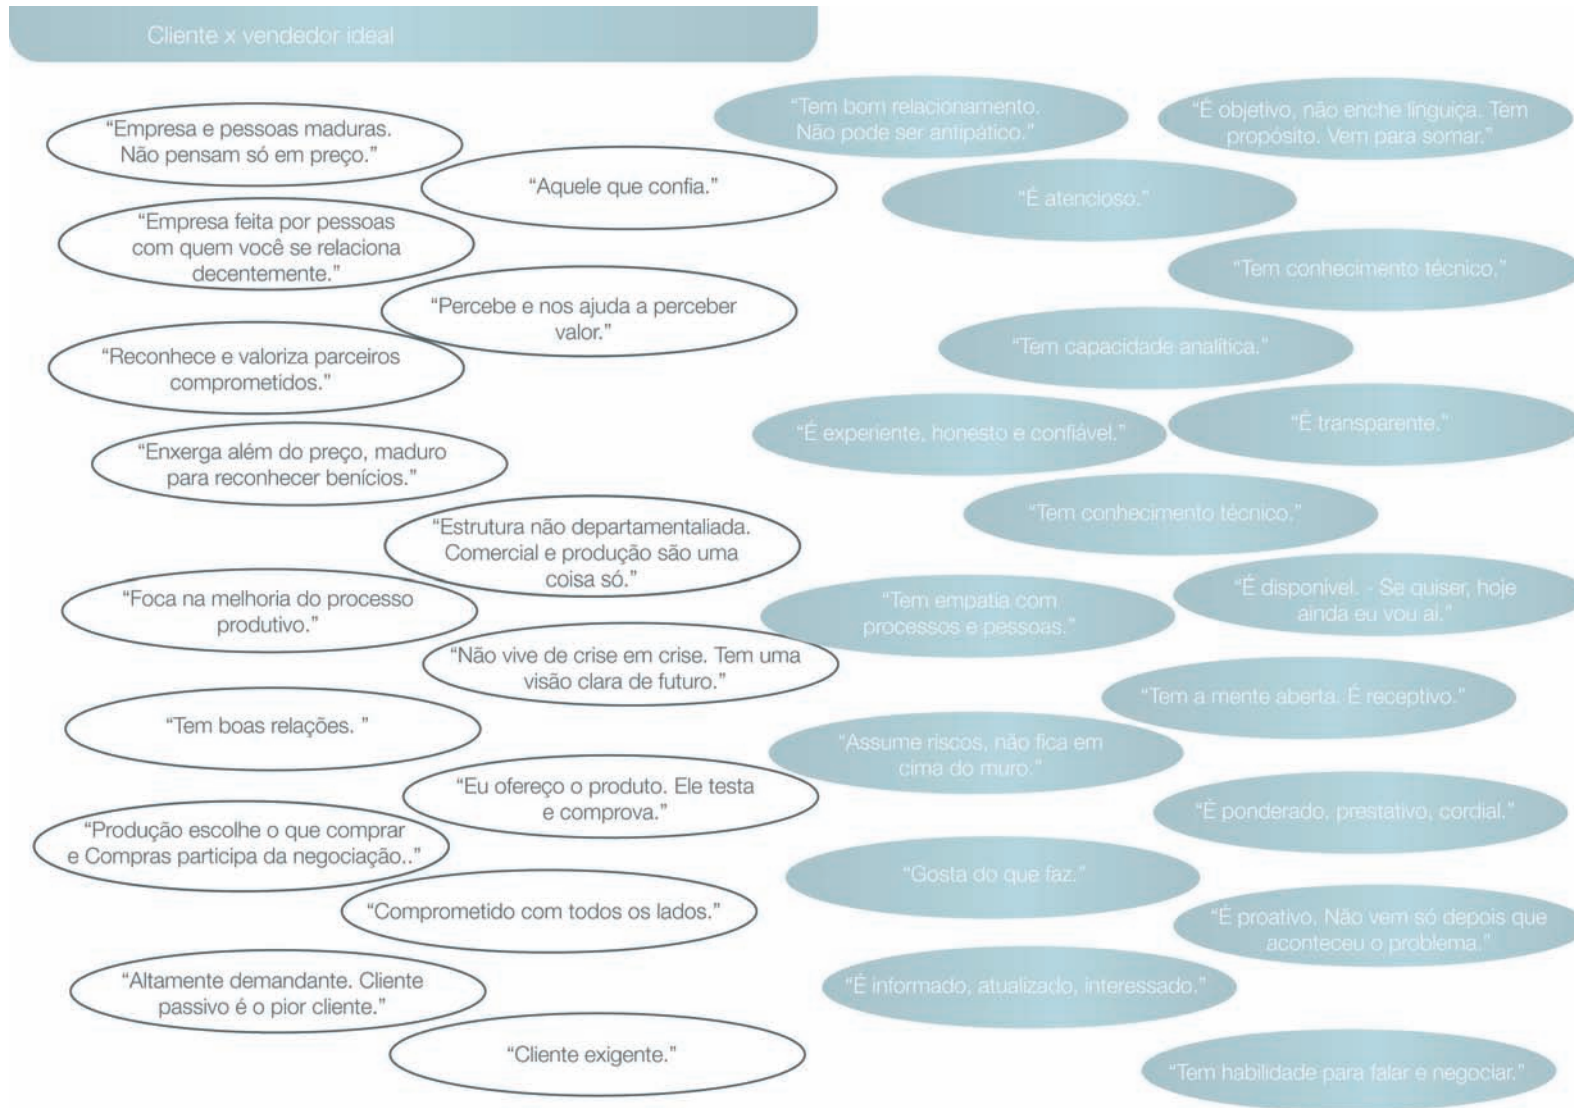 Cliente x vendedor ideal
“Empresa e pessoas maduras.
Não pensam só em preço.”
“Aquele que confia.”
“Empresa feita por pessoas
com quem você se relaciona
decentemente.”
“Percebe e nos ajuda a perceber
valor.”
“Reconhece e valoriza parceiros
comprometidos.”
“Enxerga além do preço, maduro
para reconhecer benícios.”
“Estrutura não departamentaliada.
Comercial e produção são uma
coisa só.”
“Foca na melhoria do processo
produtivo.”
“Não vive de crise em crise. Tem uma
visão clara de futuro.”
“Tem boas relações. ”
“Eu ofereço o produto. Ele testa
e comprova.”
“Produção escolhe o que comprar
e Compras participa da negociação..”
“Comprometido com todos os lados.”
“Altamente demandante. Cliente
passivo é o pior cliente.”
“Cliente exigente.”
“Tem bom relacionamento.
Não pode ser antipático.”
“É objetivo, não enche linguiça. Tem
propósito. Vem para somar.”
“É atencioso.”
“Tem conhecimento técnico.”
“Tem capacidade analítica.”
“É transparente.”
“É experiente, honesto e confiável.”
“Tem conhecimento técnico.”
“É disponível. - Se quiser, hoje
ainda eu vou aí.”
“Tem empatia com
processos e pessoas.”
“Tem a mente aberta. É receptivo.”
“Assume riscos, não fica em
cima do muro.”
“É ponderado, prestativo, cordial.”
“Gosta do que faz.”
“É proativo. Não vem só depois que
aconteceu o problema.”
“É informado, atualizado, interessado.”
“Tem habilidade para falar e negociar.”